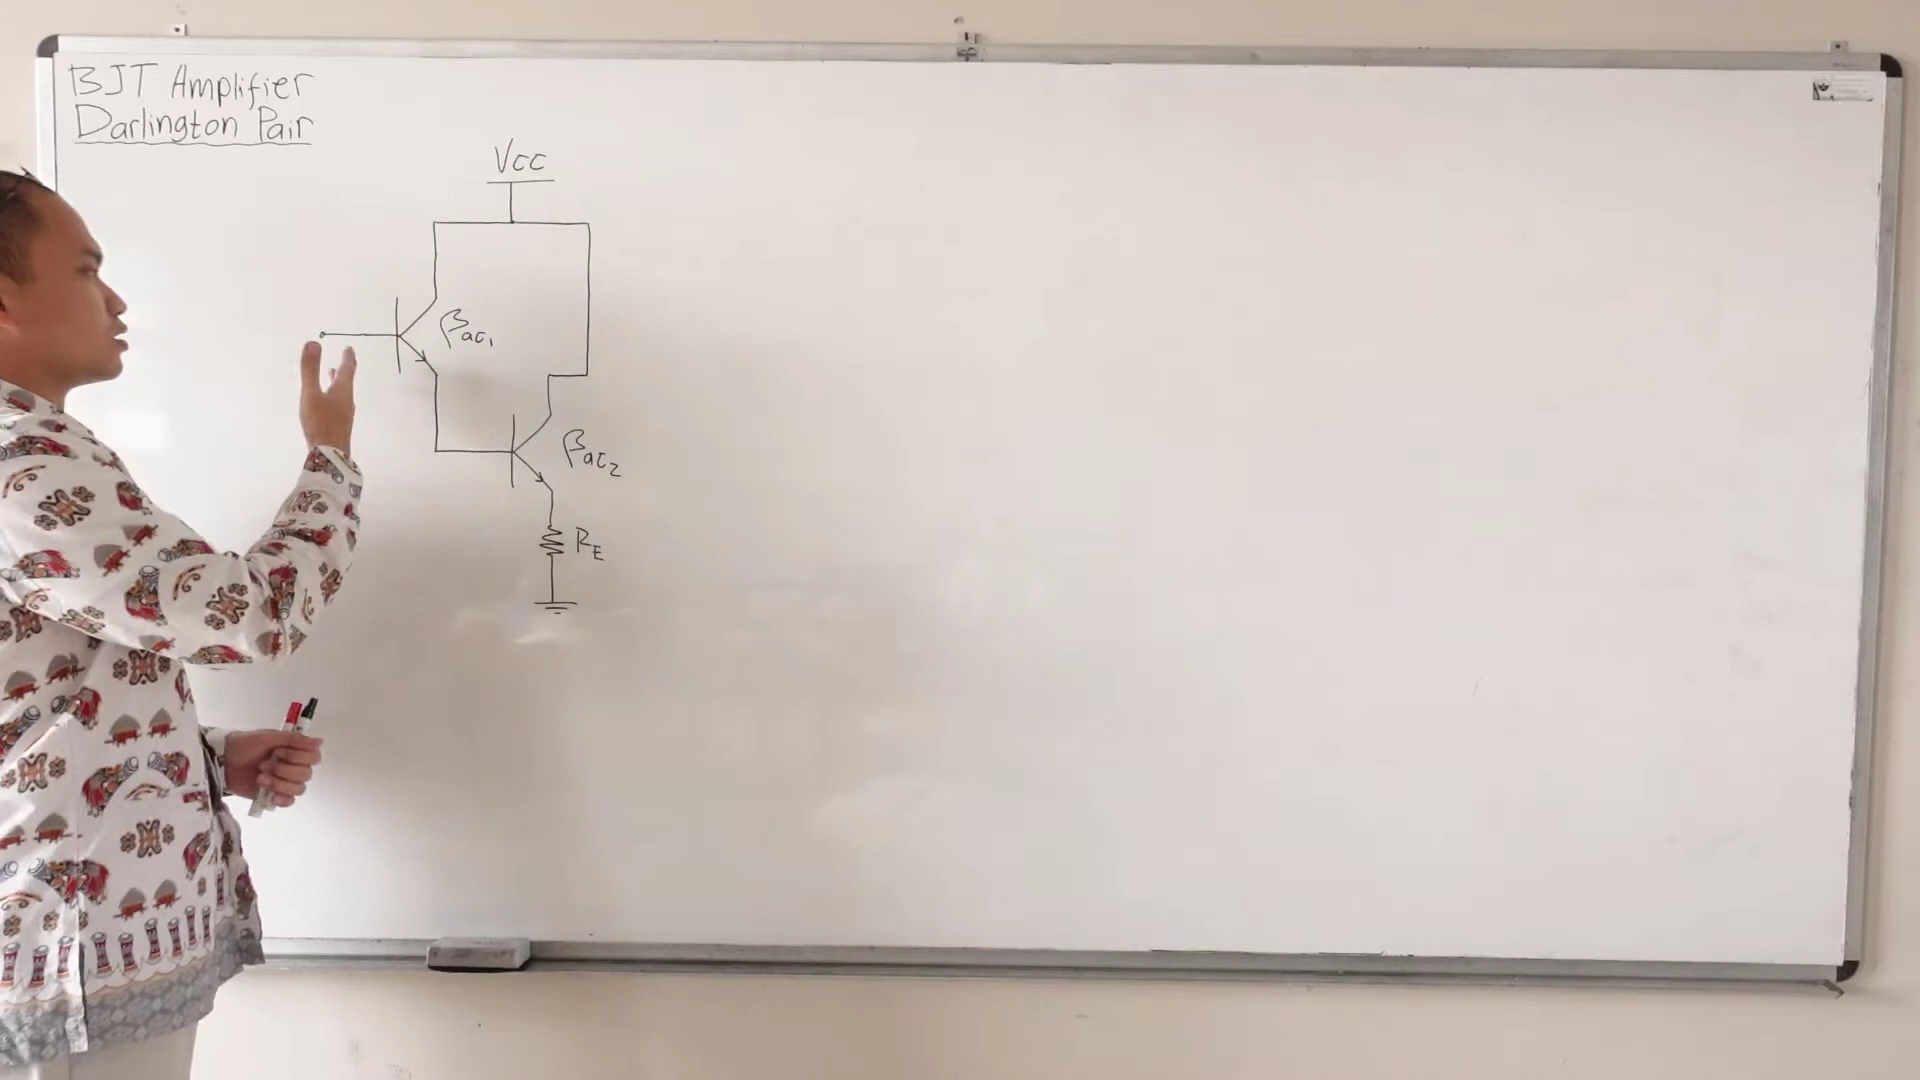 BJT Amplifier
Darlington Pair
VCC
βac1
βac2
RE